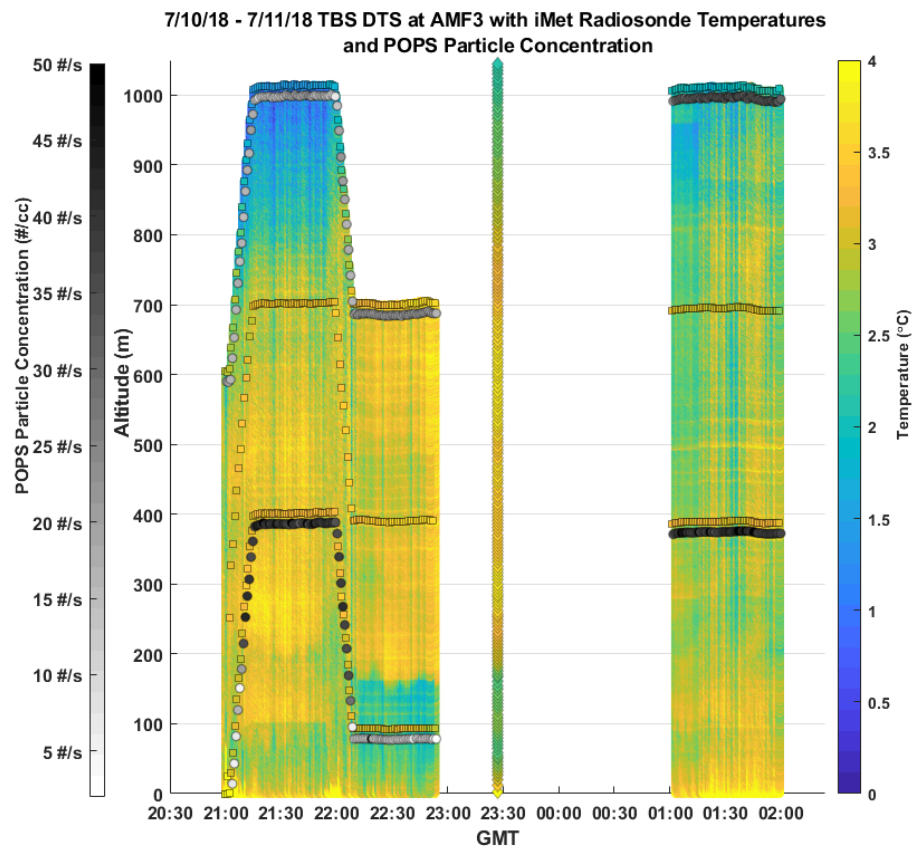 7/10/18 - 7/11/18 TBS DTS at AMF3 with iMet Radiosonde Temperatures
and POPS Particle Concentration
POPS Particle Concentration (#/cc)
50 #/s
45 #/s
40 #/s
35 #/s
30 #/s
25 #/s
20 #/s
15 #/s
10 #/s
5 #/s
Altitude (m)
1000
900
800
700
600
500
400
300
200
100
0
20:30 21:00 21:30 22:00 22:30 23:00 23:30 00:00 00:30 01:00 01:30 02:00
GMT
4
3.5
3
2.5
2
1.5
1
0.5
0
Temperature (°C)